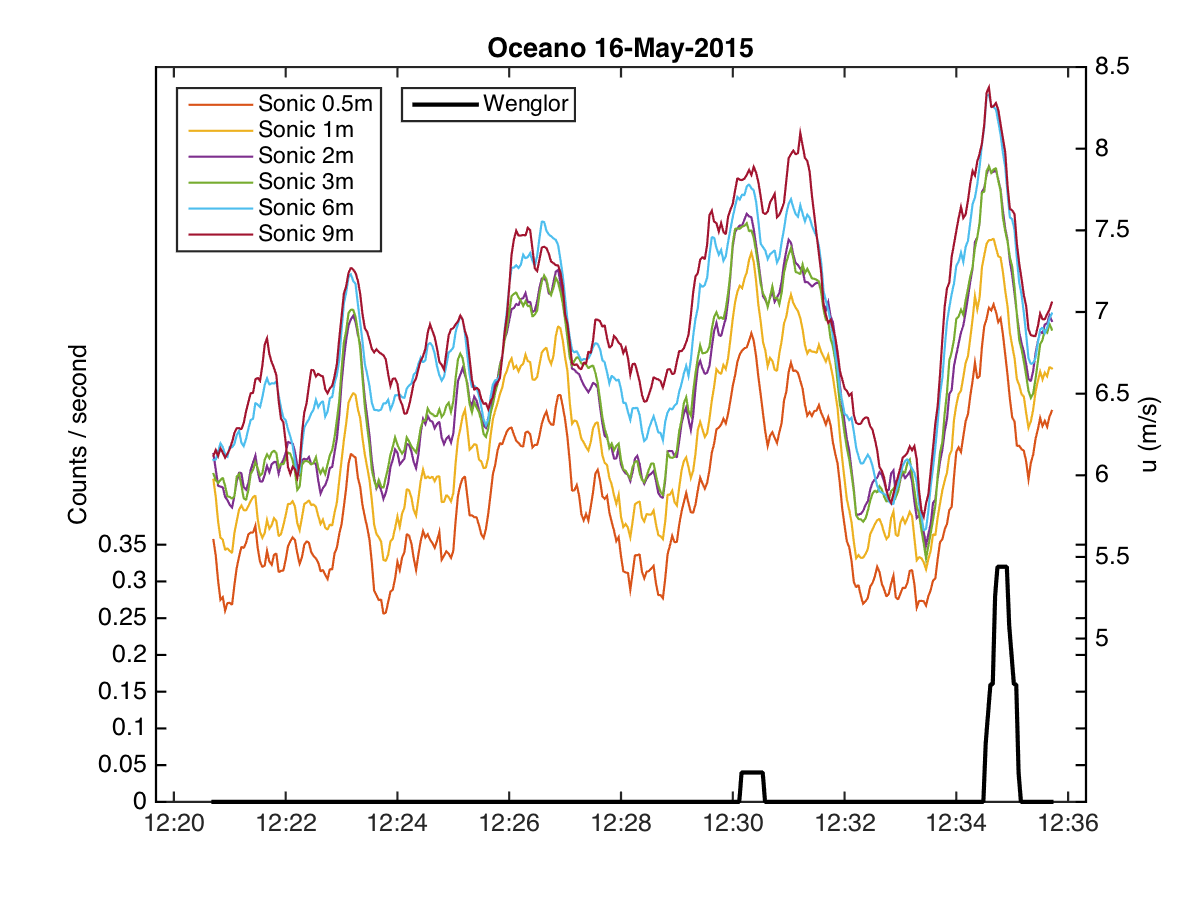 Oceano 16-May-2015
Sonic 0.5m
Sonic 1m
Sonic 2m
Sonic 3m
Sonic 6m
Sonic 9m
Wenglor
Counts / second
0.35
0.3
0.25
0.2
0.15
0.1
0.05
0
8.5
8
7.5
7
6.5
6
5.5
5
u (m/s)
12:20
12:22
12:24
12:26
12:28
12:30
12:32
12:34
12:36